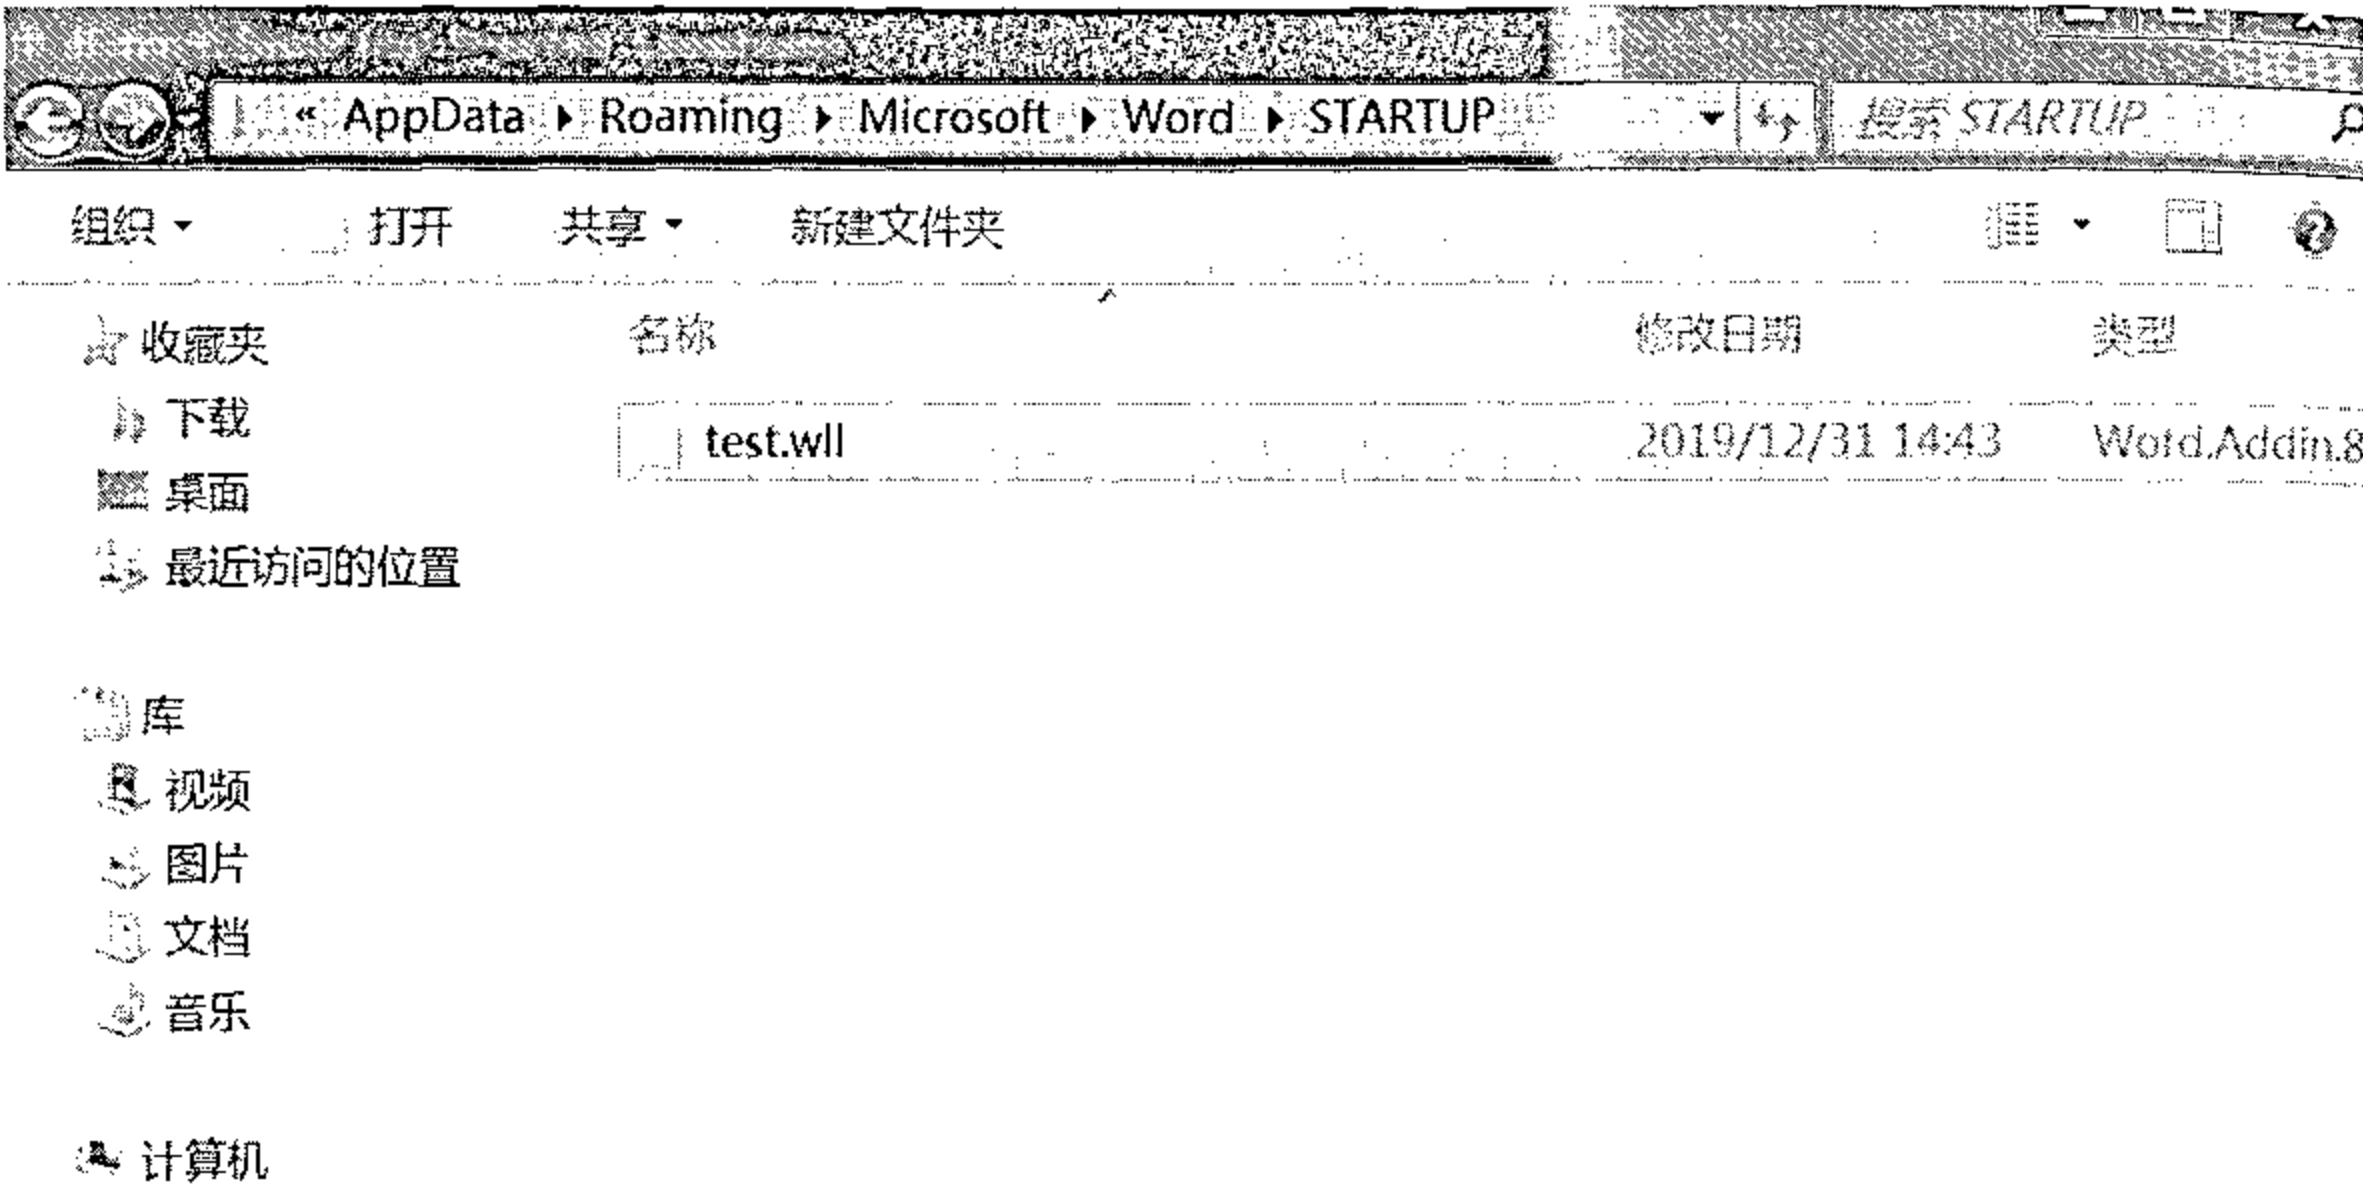 « AppData ▸ Roaming ▸ Microsoft ▸ Word ▸ STARTUP 搜索 STARTUP
组织 打开 共享 新建文件夹
收藏夹 名称 修改日期 类型
下载 test.wll 2019/12/31 14:43 Word.Addin.8
桌面
最近访问的位置
库
视频
图片
文档
音乐
计算机